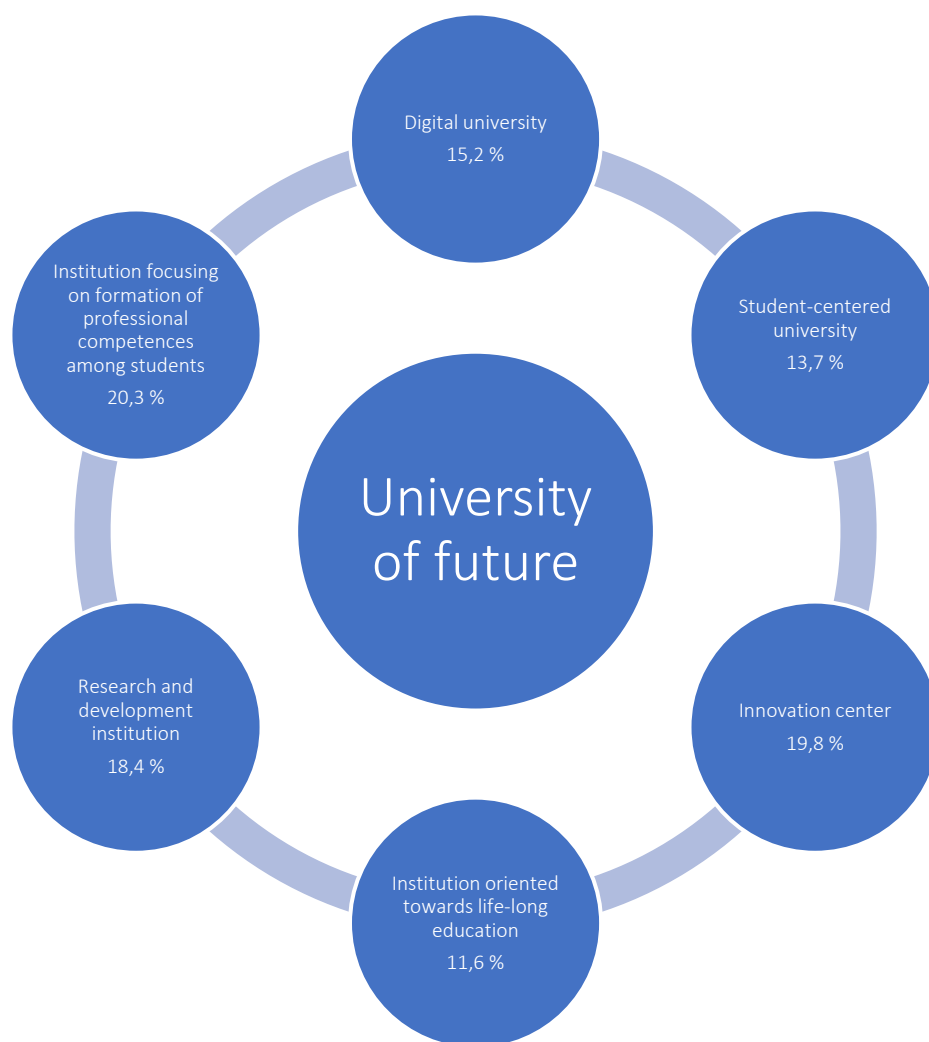 Digital university
15,2 %
Student-centered
university
13,7 %
Innovation center
19,8 %
Institution oriented
towards life-long
education
11,6 %
Research and
development
institution
18,4 %
Institution focusing
on formation of
professional
competences
among students
20,3 %
University
of future